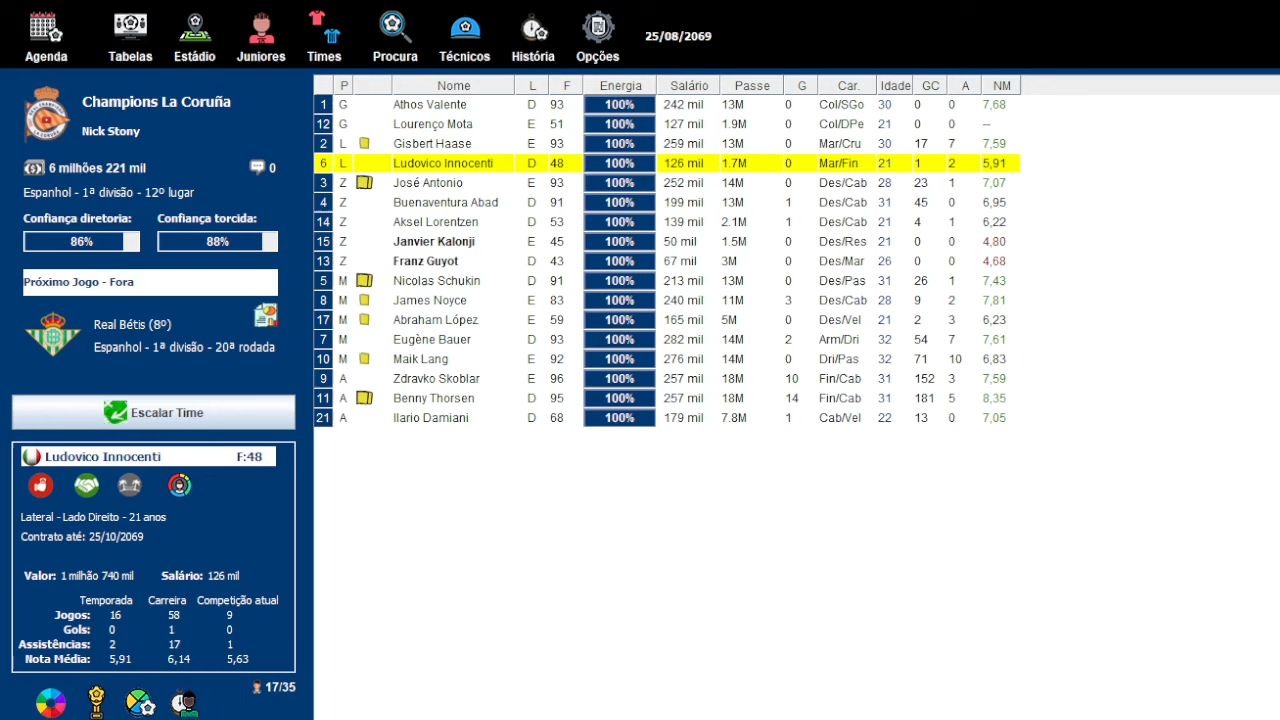 Agenda Tabelas Estádio Juniores Times Procura Técnicos História Opções 25/08/2069
Champions La Coruña
Nick Stony
6 milhões 221 mil 0
Espanhol - 1ª divisão - 12º lugar
Confiança diretoria: Confiança torcida:
86% 88%
Próximo Jogo - Fora
Real Bétis (8º)
Espanhol - 1ª divisão - 20ª rodada
Escalar Time
Ludovico Innocenti F:48
Lateral - Lado Direito - 21 anos
Contrato até: 25/10/2069
Valor: 1 milhão 740 mil Salário: 126 mil
Temporada Carreira Competição atual
Jogos: 16 58 9
Gols: 0 1 0
Assistências: 2 17 1
Nota Média: 5,91 6,14 5,63
17/35
P Nome L F Energia Salário Passe G Car. Idade GC A NM
1 G Athos Valente D 93 100% 242 mil 13M 0 Col/SGo 30 0 0 7,68
12 G Lourenço Mota E 51 100% 127 mil 1.9M 0 Col/DPe 21 0 0 --
2 L Gisbert Haase E 93 100% 259 mil 13M 0 Mar/Cru 30 17 7 7,59
6 L Ludovico Innocenti D 48 100% 126 mil 1.7M 0 Mar/Fin 21 1 2 5,91
3 Z José Antonio E 93 100% 252 mil 14M 0 Des/Cab 28 23 1 7,07
4 Z Buenaventura Abad D 91 100% 199 mil 13M 1 Des/Cab 31 45 0 6,95
14 Z Aksel Lorentzen D 53 100% 139 mil 2.1M 0 Des/Cab 21 4 1 6,22
15 Z Janvier Kalonji E 45 100% 50 mil 1.5M 0 Des/Res 21 0 0 4,80
13 Z Franz Guyot D 43 100% 67 mil 3M 0 Des/Mar 26 0 0 4,68
5 M Nicolas Schukin D 91 100% 213 mil 13M 0 Des/Pas 31 26 1 7,43
8 M James Noyce E 83 100% 240 mil 11M 3 Des/Cab 28 9 2 7,81
17 M Abraham López E 59 100% 165 mil 5M 0 Des/Vel 21 2 3 6,23
7 M Eugène Bauer D 93 100% 282 mil 14M 2 Arm/Dri 32 54 7 7,61
10 M Maik Lang E 92 100% 276 mil 14M 0 Dri/Pas 32 71 10 6,83
9 A Zdravko Skoblar E 96 100% 257 mil 18M 10 Fin/Cab 31 152 3 7,59
11 A Benny Thorsen D 95 100% 257 mil 18M 14 Fin/Cab 31 181 5 8,35
21 A Ilario Damiani D 68 100% 179 mil 7.8M 1 Cab/Vel 22 13 0 7,05